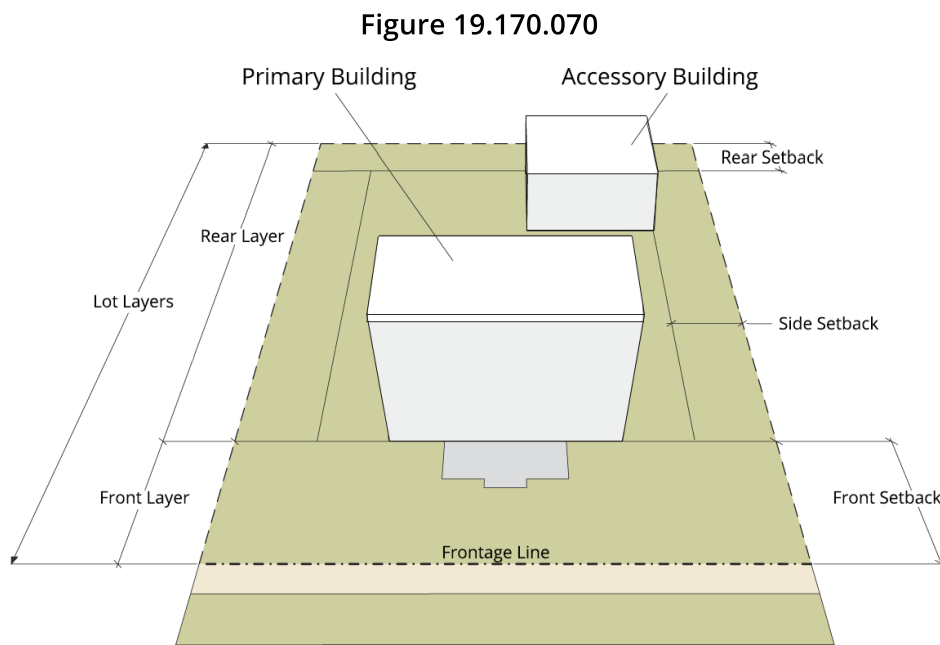 Figure 19.170.070
Primary Building
Accessory Building
Rear Setback
Rear Layer
Lot Layers
Side Setback
Front Layer
Front Setback
Frontage Line